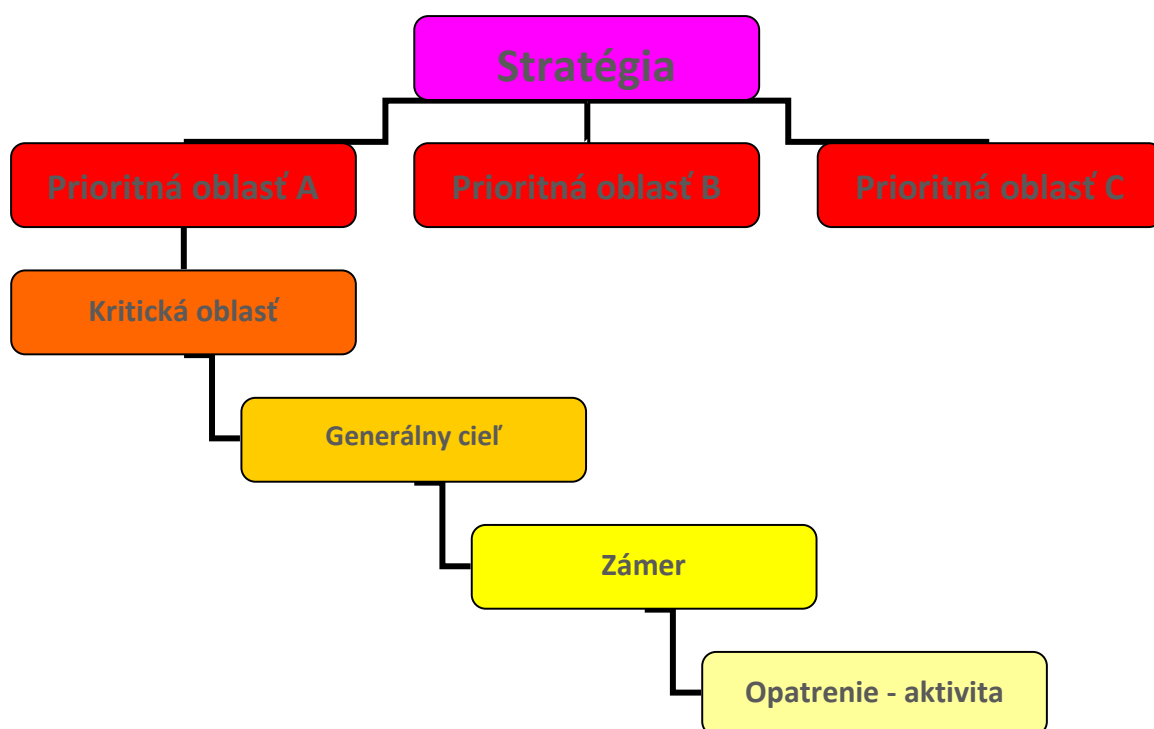 Stratégia
Prioritná oblasť A
Prioritná oblasť B
Prioritná oblasť C
Kritická oblasť
Generálny cieľ
Zámer
Opatrenie - aktivita